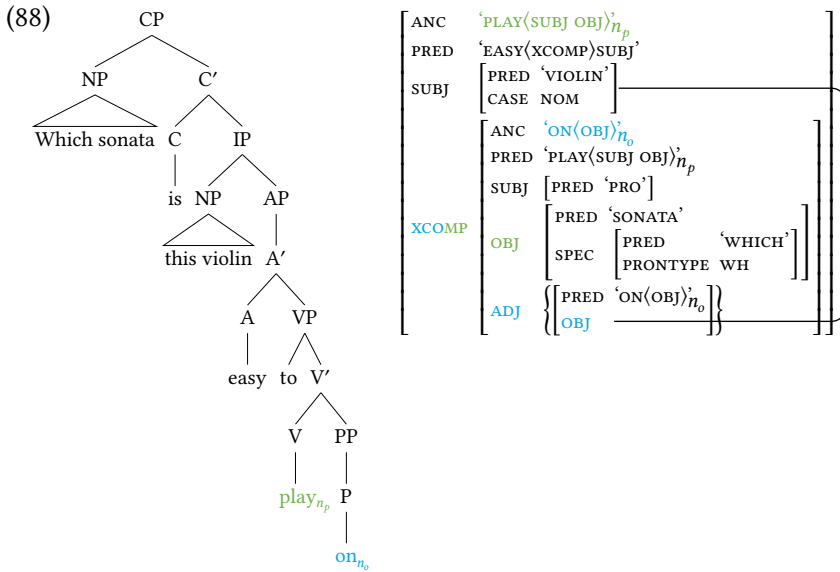 (88)
CP
NP C′
Which sonata C IP
is NP AP
this violin A′
A VP
easy to V′
V PP
play_{n_p} P
on_{n_o}
ANC ‘PLAY⟨SUBJ OBJ⟩’_{n_p}
PRED ‘EASY⟨XCOMP⟩SUBJ’
SUBJ PRED ‘VIOLIN’
CASE NOM
XCOMP ANC ‘ON⟨OBJ⟩’_{n_o}
PRED ‘PLAY⟨SUBJ OBJ⟩’_{n_p}
SUBJ [PRED ‘PRO’]
OBJ PRED ‘SONATA’
SPEC PRED ‘WHICH’
PRONTYPE WH
ADJ PRED ‘ON⟨OBJ⟩’_{n_o}
OBJ